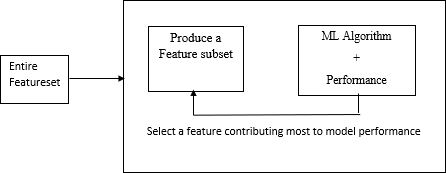 Entire
Featureset
Produce a
Feature subset
ML Algorithm
+
Performance
Select a feature contributing most to model performance